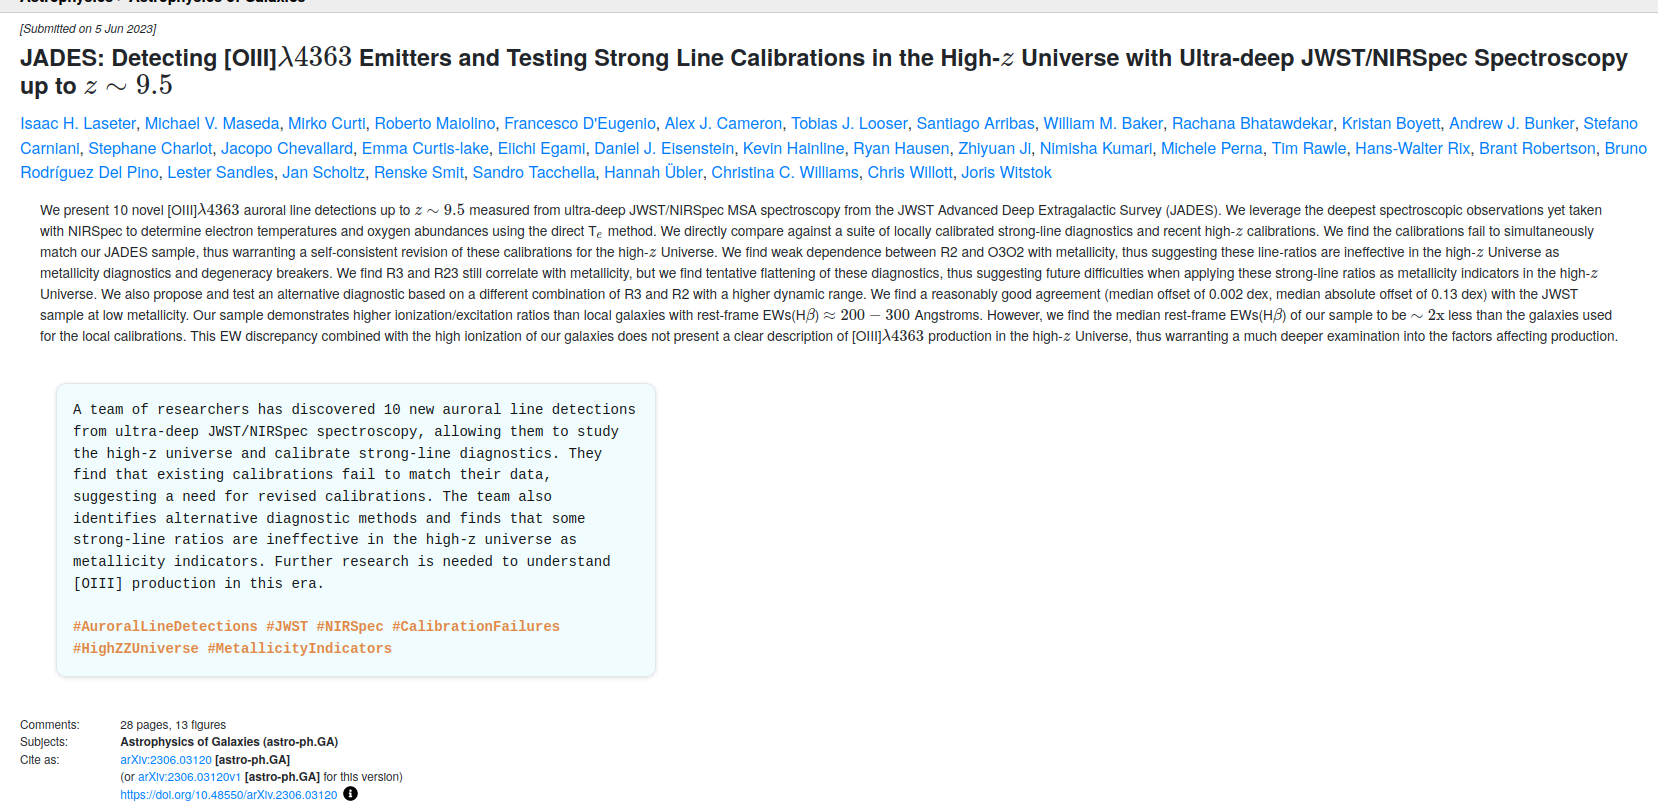 Astrophysics > Astrophysics of Galaxies
[Submitted on 5 Jun 2023]
JADES: Detecting [OIII]λ4363 Emitters and Testing Strong Line Calibrations in the High-z Universe with Ultra-deep JWST/NIRSpec Spectroscopy
up to z ∼ 9.5
Isaac H. Laseter, Michael V. Maseda, Mirko Curti, Roberto Maiolino, Francesco D'Eugenio, Alex J. Cameron, Tobias J. Looser, Santiago Arribas, William M. Baker, Rachana Bhatawdekar, Kristan Boyett, Andrew J. Bunker, Stefano
Carniani, Stephane Charlot, Jacopo Chevallard, Emma Curtis-lake, Eiichi Egami, Daniel J. Eisenstein, Kevin Hainline, Ryan Hausen, Zhiyuan Ji, Nimisha Kumari, Michele Perna, Tim Rawle, Hans-Walter Rix, Brant Robertson, Bruno
Rodríguez Del Pino, Lester Sandles, Jan Scholtz, Renske Smit, Sandro Tacchella, Hannah Übler, Christina C. Williams, Chris Willott, Joris Witstok
We present 10 novel [OIII]λ4363 auroral line detections up to z ∼ 9.5 measured from ultra-deep JWST/NIRSpec MSA spectroscopy from the JWST Advanced Deep Extragalactic Survey (JADES). We leverage the deepest spectroscopic observations yet taken
with NIRSpec to determine electron temperatures and oxygen abundances using the direct Te method. We directly compare against a suite of locally calibrated strong-line diagnostics and recent high-z calibrations. We find the calibrations fail to simultaneously
match our JADES sample, thus warranting a self-consistent revision of these calibrations for the high-z Universe. We find weak dependence between R2 and O3O2 with metallicity, thus suggesting these line-ratios are ineffective in the high-z Universe as
metallicity diagnostics and degeneracy breakers. We find R3 and R23 still correlate with metallicity, but we find tentative flattening of these diagnostics, thus suggesting future difficulties when applying these strong-line ratios as metallicity indicators in the high-z
Universe. We also propose and test an alternative diagnostic based on a different combination of R3 and R2 with a higher dynamic range. We find a reasonably good agreement (median offset of 0.002 dex, median absolute offset of 0.13 dex) with the JWST
sample at low metallicity. Our sample demonstrates higher ionization/excitation ratios than local galaxies with rest-frame EWs(Hβ) ≈ 200 − 300 Angstroms. However, we find the median rest-frame EWs(Hβ) of our sample to be ∼ 2x less than the galaxies used
for the local calibrations. This EW discrepancy combined with the high ionization of our galaxies does not present a clear description of [OIII]λ4363 production in the high-z Universe, thus warranting a much deeper examination into the factors affecting production.
A team of researchers has discovered 10 new auroral line detections
from ultra-deep JWST/NIRSpec spectroscopy, allowing them to study
the high-z universe and calibrate strong-line diagnostics. They
find that existing calibrations fail to match their data,
suggesting a need for revised calibrations. The team also
identifies alternative diagnostic methods and finds that some
strong-line ratios are ineffective in the high-z universe as
metallicity indicators. Further research is needed to understand
[OIII] production in this era.
#AuroralLineDetections #JWST #NIRSpec #CalibrationFailures
#HighZZUniverse #MetallicityIndicators
Comments: 28 pages, 13 figures
Subjects: Astrophysics of Galaxies (astro-ph.GA)
Cite as: arXiv:2306.03120 [astro-ph.GA]
(or arXiv:2306.03120v1 [astro-ph.GA] for this version)
https://doi.org/10.48550/arXiv.2306.03120